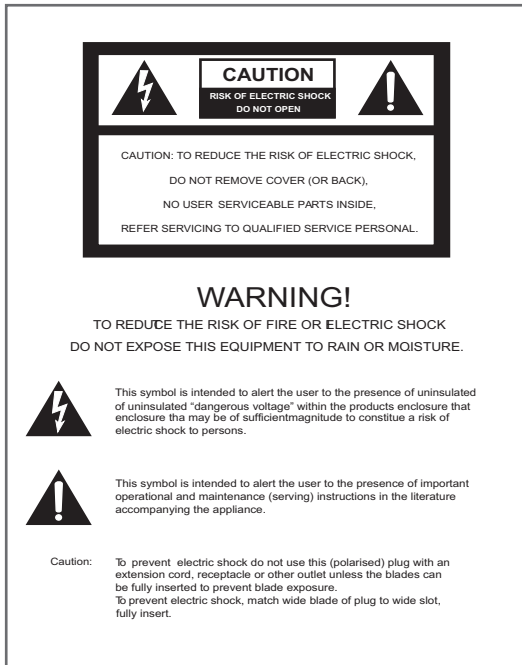 CAUTION
RISK OF ELECTRIC SHOCK
DO NOT OPEN
CAUTION: TO REDUCE THE RISK OF ELECTRIC SHOCK,
DO NOT REMOVE COVER (OR BACK),
NO USER SERVICEABLE PARTS INSIDE,
REFER SERVICING TO QUALIFIED SERVICE PERSONAL.
WARNING!
TO REDUCE THE RISK OF FIRE OR ELECTRIC SHOCK
DO NOT EXPOSE THIS EQUIPMENT TO RAIN OR MOISTURE.
This symbol is intended to alert the user to the presence of uninsulated
of uninsulated “dangerous voltage” within the products enclosure that
enclosure tha may be of sufficientmagnitude to constitue a risk of
electric shock to persons.
This symbol is intended to alert the user to the presence of important
operational and maintenance (serving) instructions in the literature
accompanying the appliance.
Caution: To prevent electric shock do not use this (polarised) plug with an
extension cord, receptacle or other outlet unless the blades can
be fully inserted to prevent blade exposure.
To prevent electric shock, match wide blade of plug to wide slot,
fully insert.